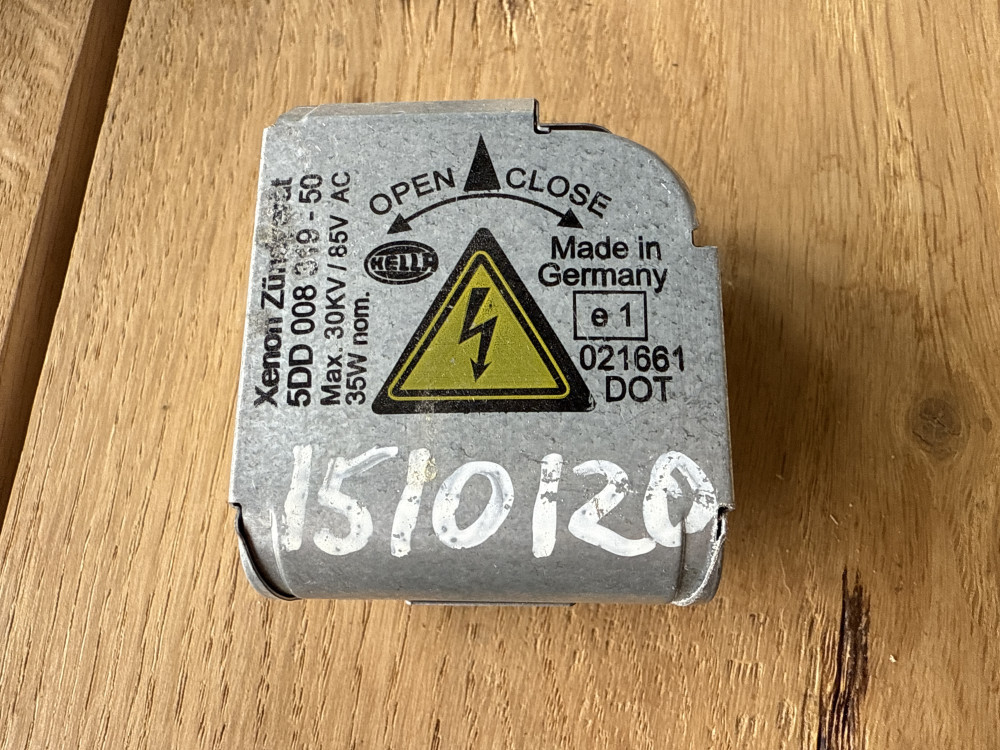 OPEN CLOSE
HELLA
Made in
Germany
e 1
021661
DOT
Xenon
5DD 008 319 - 50
Max. 30KV / 85V AC
35W nom.
1510120